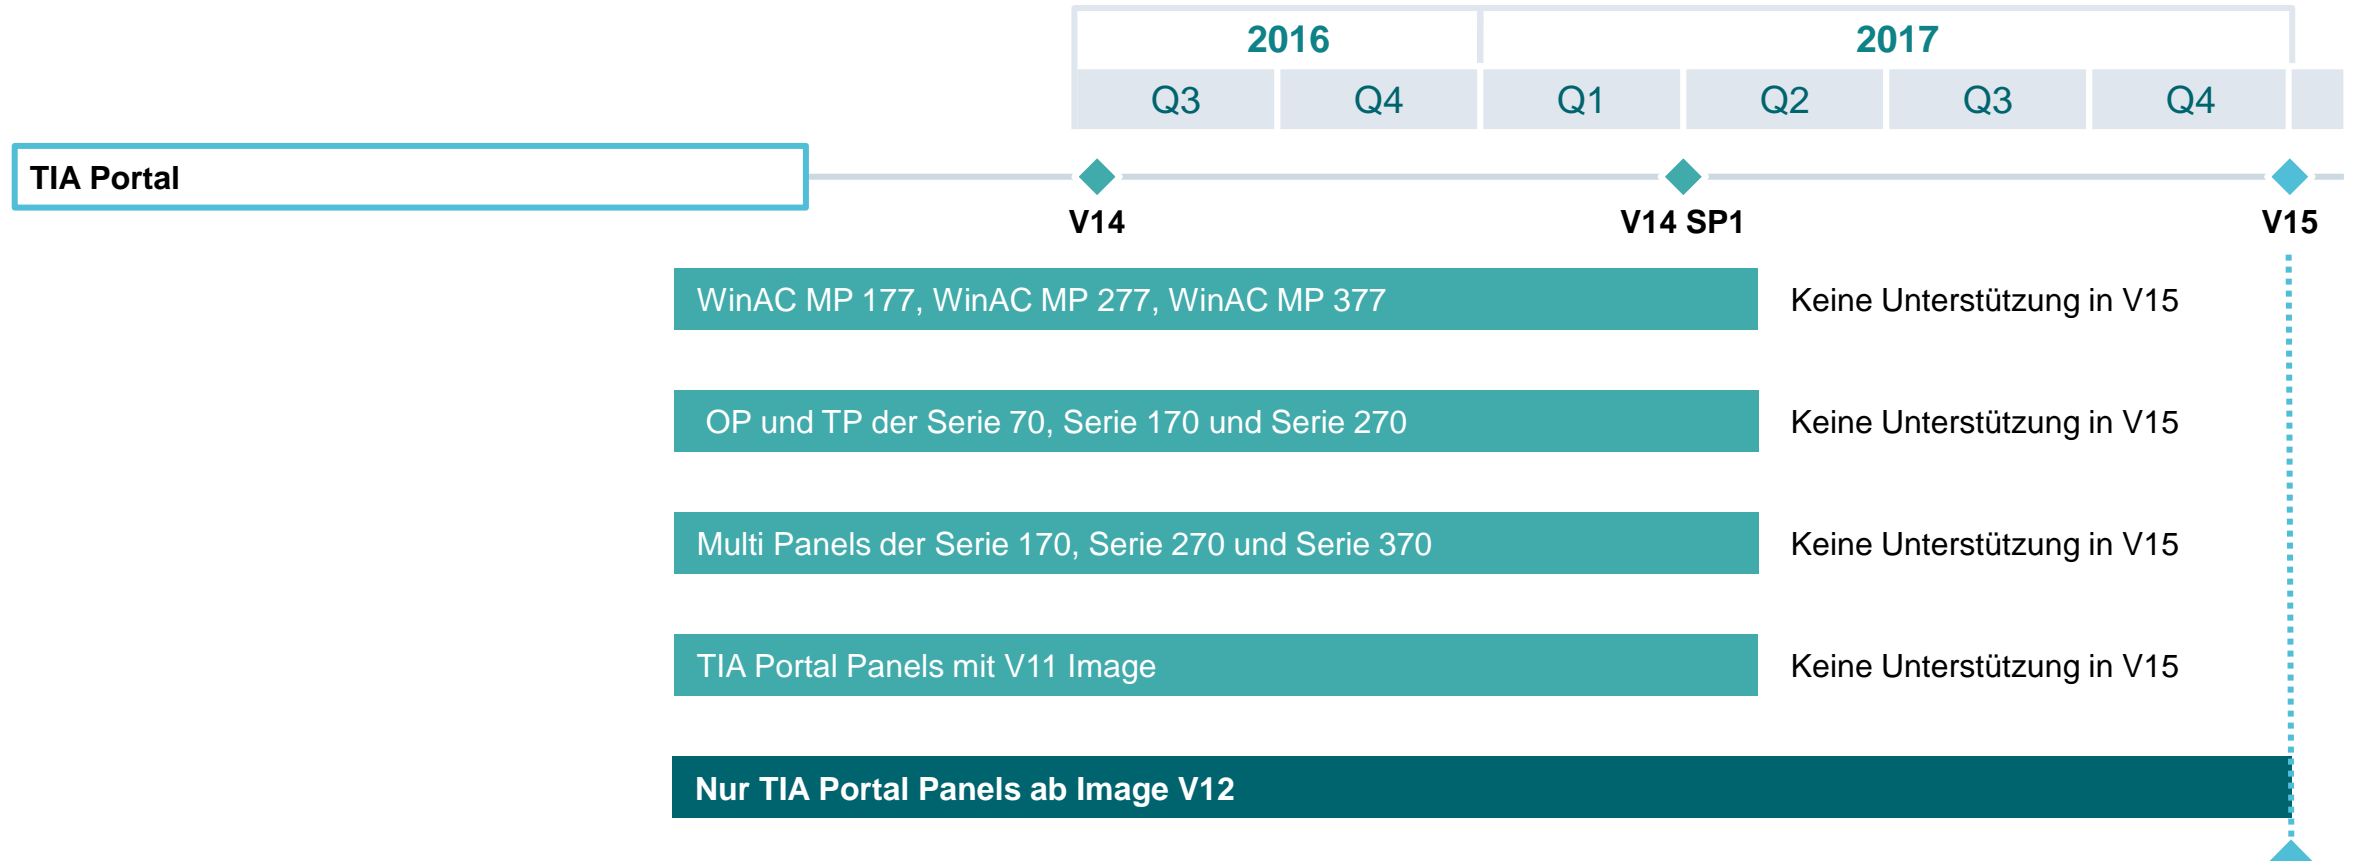 2016 2017
Q3 Q4 Q1 Q2 Q3 Q4
TIA Portal
V14 V14 SP1 V15
WinAC MP 177, WinAC MP 277, WinAC MP 377 Keine Unterstützung in V15
OP und TP der Serie 70, Serie 170 und Serie 270 Keine Unterstützung in V15
Multi Panels der Serie 170, Serie 270 und Serie 370 Keine Unterstützung in V15
TIA Portal Panels mit V11 Image Keine Unterstützung in V15
Nur TIA Portal Panels ab Image V12